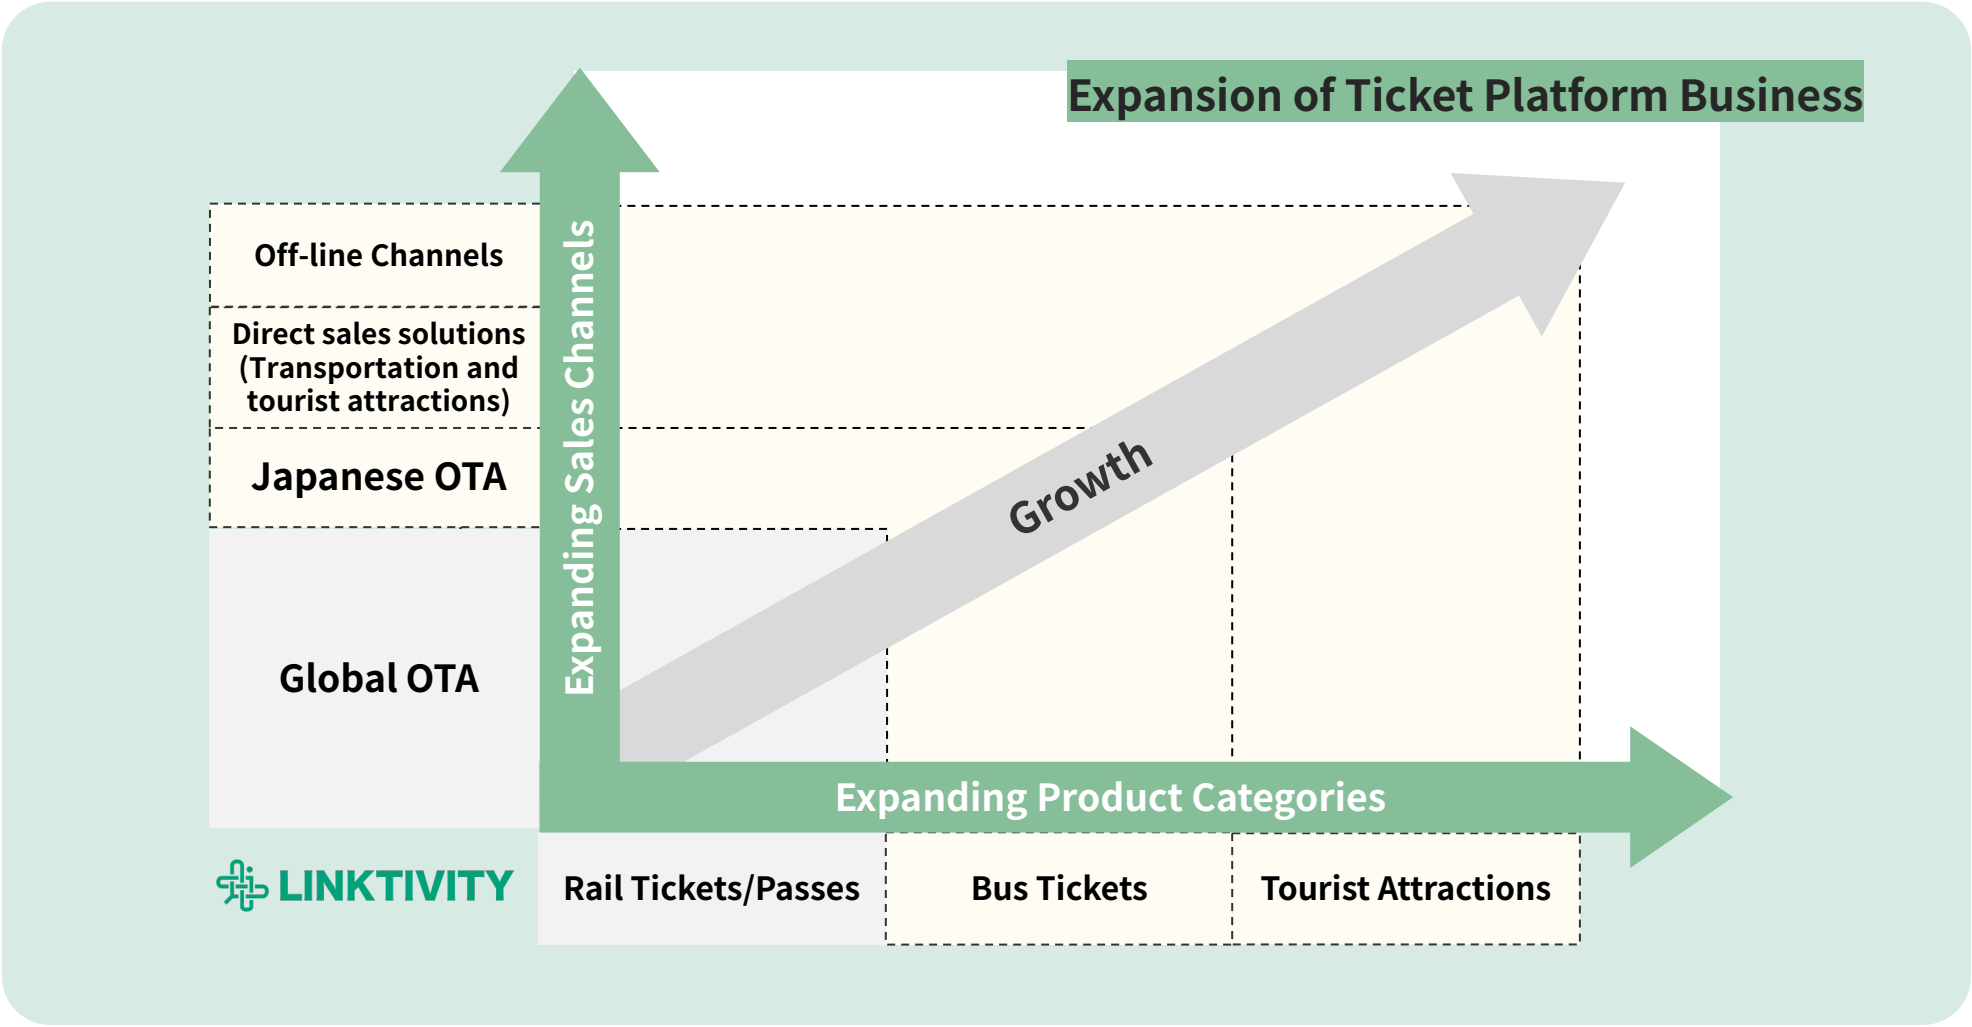 Expansion of Ticket Platform Business
Expanding Sales Channels
Off-line Channels
Direct sales solutions
(Transportation and
tourist attractions)
Japanese OTA
Global OTA
Growth
Expanding Product Categories
LINKTIVITY
Rail Tickets/Passes
Bus Tickets
Tourist Attractions